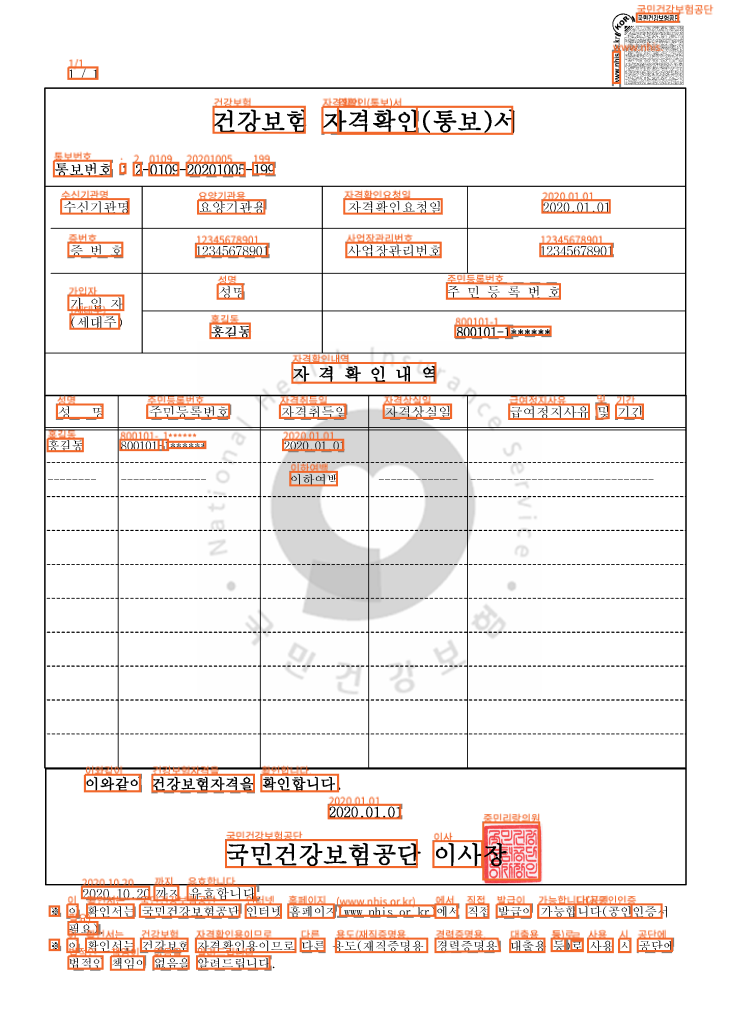 국민건강보험공단
1 / 1
건강보험 자격확인(통보)서
통보번호 : 2-0109-20201005-199
수신기관명 요양기관용 자격확인요청일 2020.01.01
증 번 호 12345678901 사업장관리번호 12345678901
가 입 자 (세대주) 성명 주 민 등 록 번 호
홍길동 800101-1******
자 격 확 인 내 역
성 명 주민등록번호 자격취득일 자격상실일 급여정지사유 및 기간
홍길동 800101-1****** 2020.01.01
이하여백
National Health Insurance Service
국민건강보험
이와같이 건강보험자격을 확인합니다.
2020.01.01
국민건강보험공단 이사장
2020.10.20 까지 유효합니다
※ 이 확인서는 국민건강보험공단 인터넷 홈페이지(www.nhis.or.kr)에서 직접 발급이 가능합니다(공인인증서
필요).
※ 이 확인서는 건강보험 자격확인용이므로 다른 용도(재직증명용, 경력증명용, 대출용 등)로 사용 시 공단에
법적인 책임이 없음을 알려드립니다.